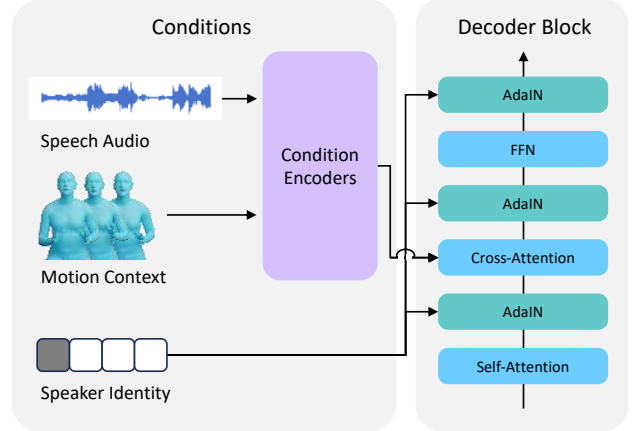 Conditions
Speech Audio
Motion Context
Speaker Identity
Condition
Encoders
Decoder Block
AdaIN
FFN
AdaIN
Cross-Attention
AdaIN
Self-Attention